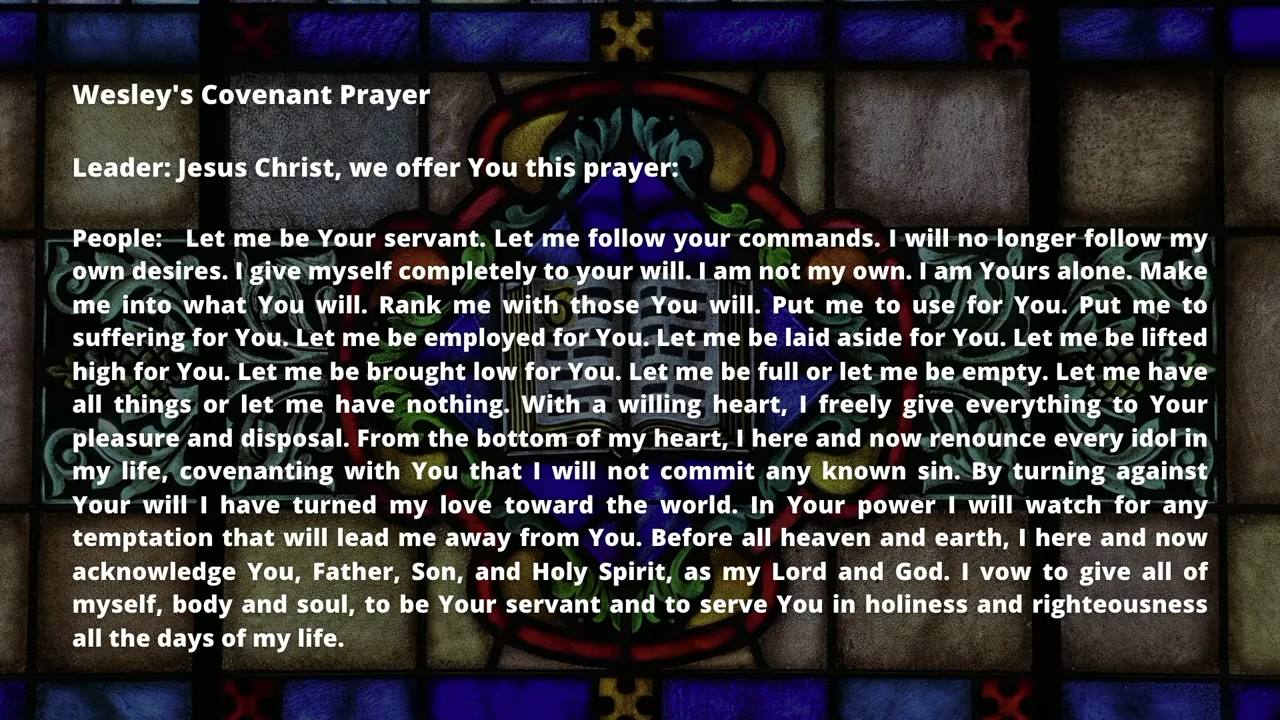 Wesley's Covenant Prayer
Leader: Jesus Christ, we offer You this prayer:
People: Let me be Your servant. Let me follow your commands. I will no longer follow my
own desires. I give myself completely to your will. I am not my own. I am Yours alone. Make
me into what You will. Rank me with those You will. Put me to use for You. Put me to
suffering for You. Let me be employed for You. Let me be laid aside for You. Let me be lifted
high for You. Let me be brought low for You. Let me be full or let me be empty. Let me have
all things or let me have nothing. With a willing heart, I freely give everything to Your
pleasure and disposal. From the bottom of my heart, I here and now renounce every idol in
my life, covenanting with You that I will not commit any known sin. By turning against
Your will I have turned my love toward the world. In Your power I will watch for any
temptation that will lead me away from You. Before all heaven and earth, I here and now
acknowledge You, Father, Son, and Holy Spirit, as my Lord and God. I vow to give all of
myself, body and soul, to be Your servant and to serve You in holiness and righteousness
all the days of my life.